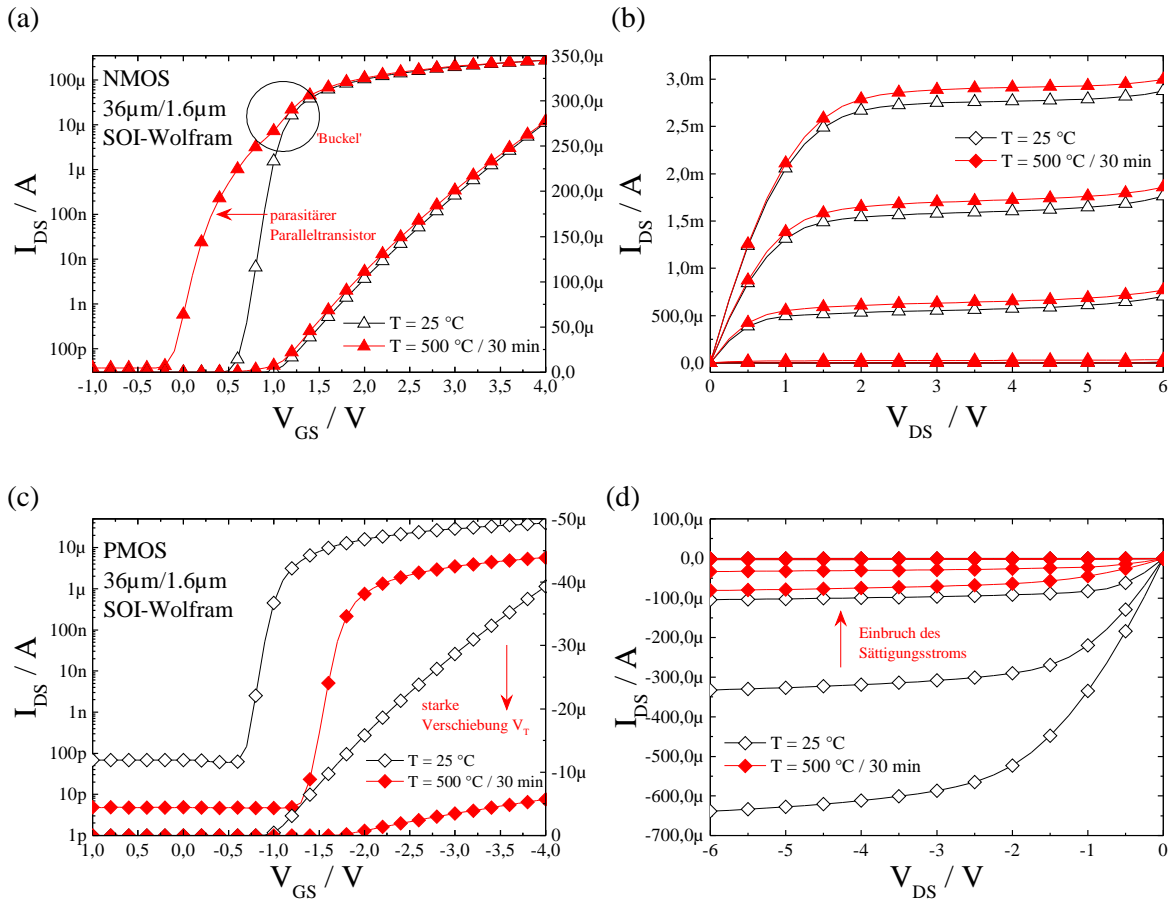 (a)
NMOS
36µm/1.6µm
SOI-Wolfram
'Buckel'
parasitärer
Paralleltransistor
T = 25 °C
T = 500 °C / 30 min
I_DS / A
100µ
10µ
1µ
100n
10n
1n
100p
350,0µ
300,0µ
250,0µ
200,0µ
150,0µ
100,0µ
50,0µ
0,0
-1,0 -0,5 0,0 0,5 1,0 1,5 2,0 2,5 3,0 3,5 4,0
V_GS / V
(b)
I_DS / A
3,0m
2,5m
2,0m
1,5m
1,0m
500,0µ
0,0
T = 25 °C
T = 500 °C / 30 min
0 1 2 3 4 5 6
V_DS / V
(c)
PMOS
36µm/1.6µm
SOI-Wolfram
starke
Verschiebung V_T
T = 25 °C
T = 500 °C / 30 min
I_DS / A
10µ
1µ
100n
10n
1n
100p
10p
1p
-50µ
-40µ
-30µ
-20µ
-10µ
0
1,0 0,5 0,0 -0,5 -1,0 -1,5 -2,0 -2,5 -3,0 -3,5 -4,0
V_GS / V
(d)
I_DS / A
100,0µ
0,0
-100,0µ
-200,0µ
-300,0µ
-400,0µ
-500,0µ
-600,0µ
-700,0µ
Einbruch des
Sättigungsstroms
T = 25 °C
T = 500 °C / 30 min
-6 -5 -4 -3 -2 -1 0
V_DS / V